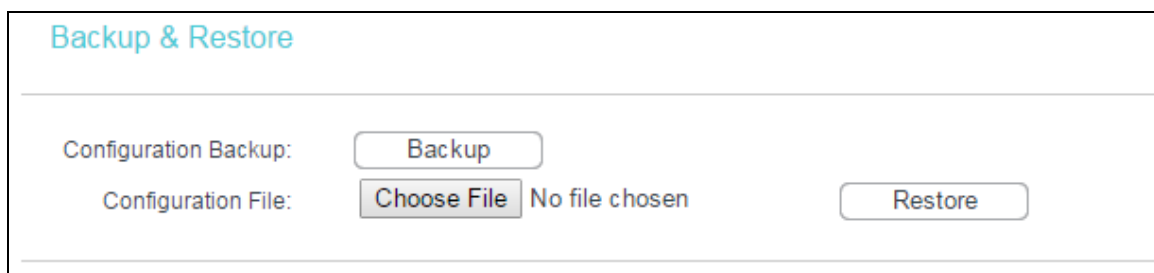 Backup & Restore
Configuration Backup: Backup
Configuration File: Choose File No file chosen Restore